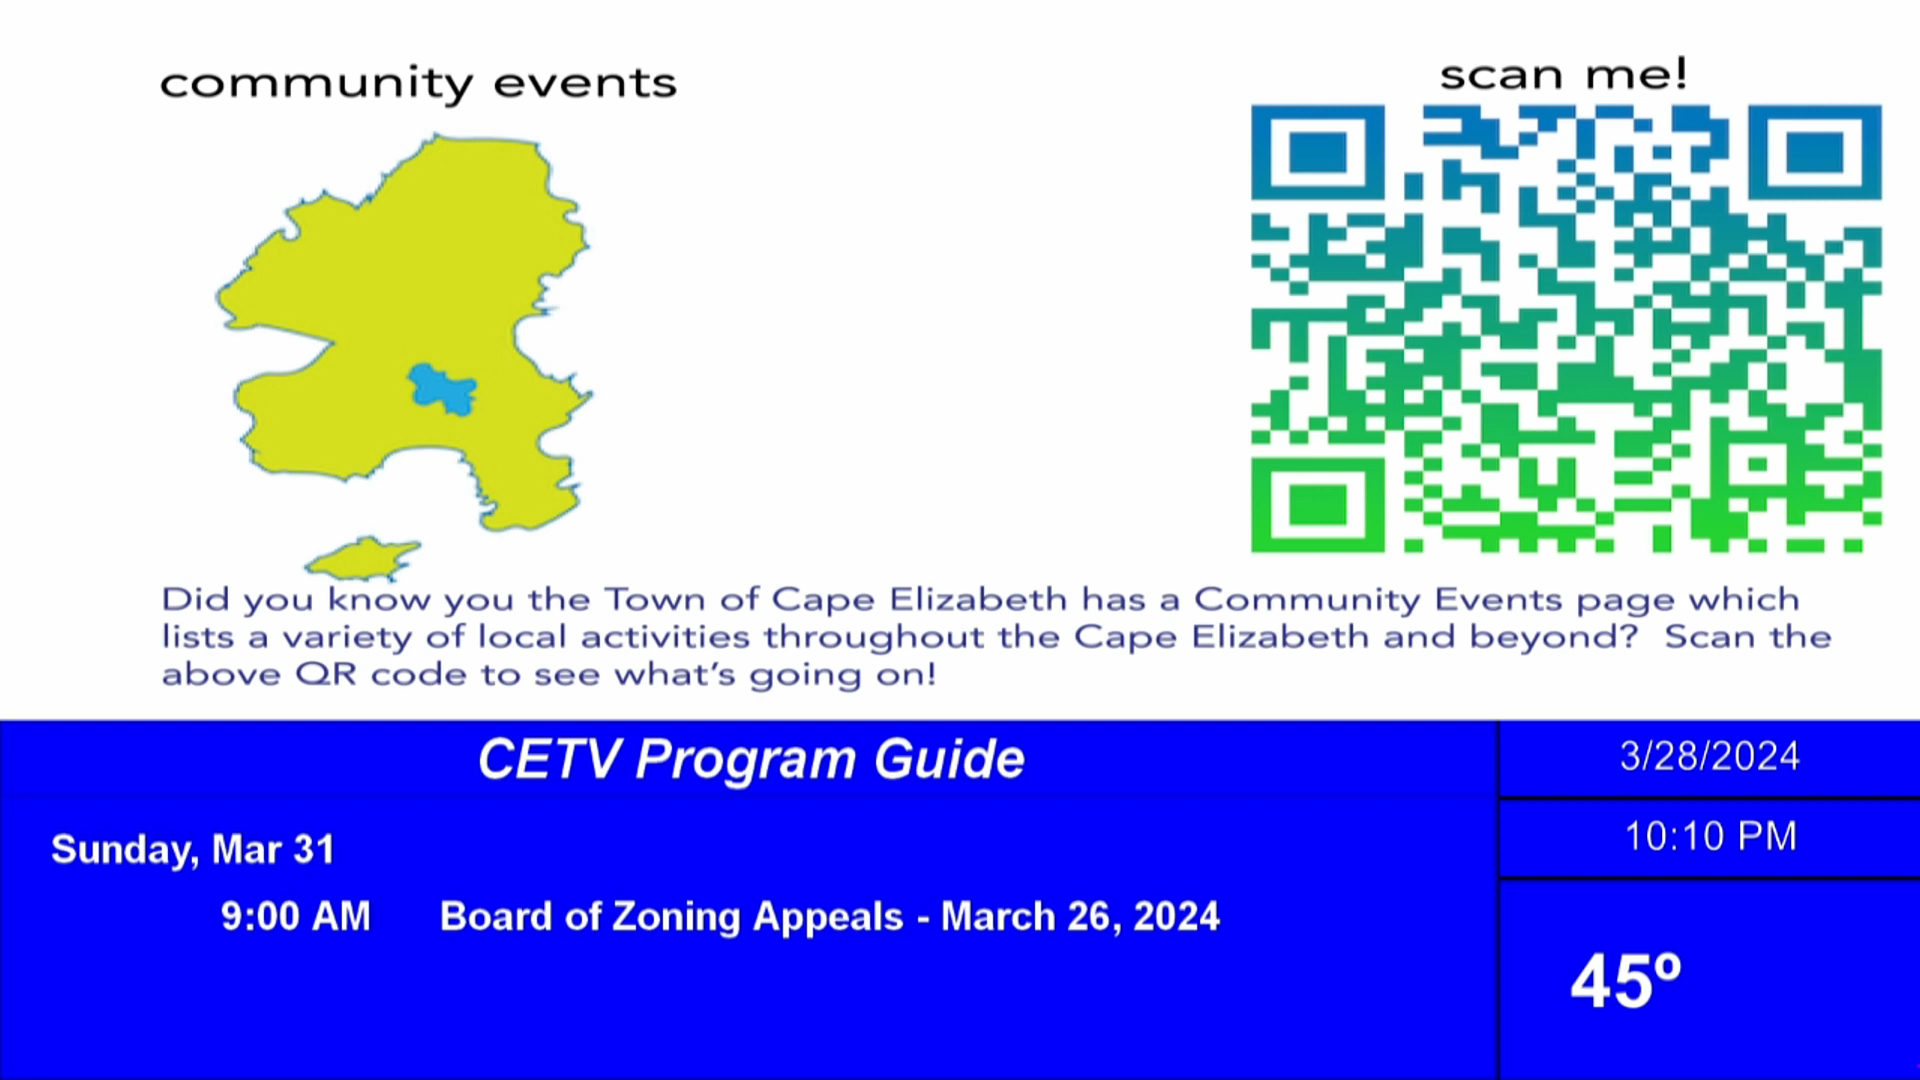 community events
scan me!
Did you know you the Town of Cape Elizabeth has a Community Events page which
lists a variety of local activities throughout the Cape Elizabeth and beyond?  Scan the
above QR code to see what's going on!
CETV Program Guide
3/28/2024
10:10 PM
Sunday, Mar 31
9:00 AM Board of Zoning Appeals - March 26, 2024
45º